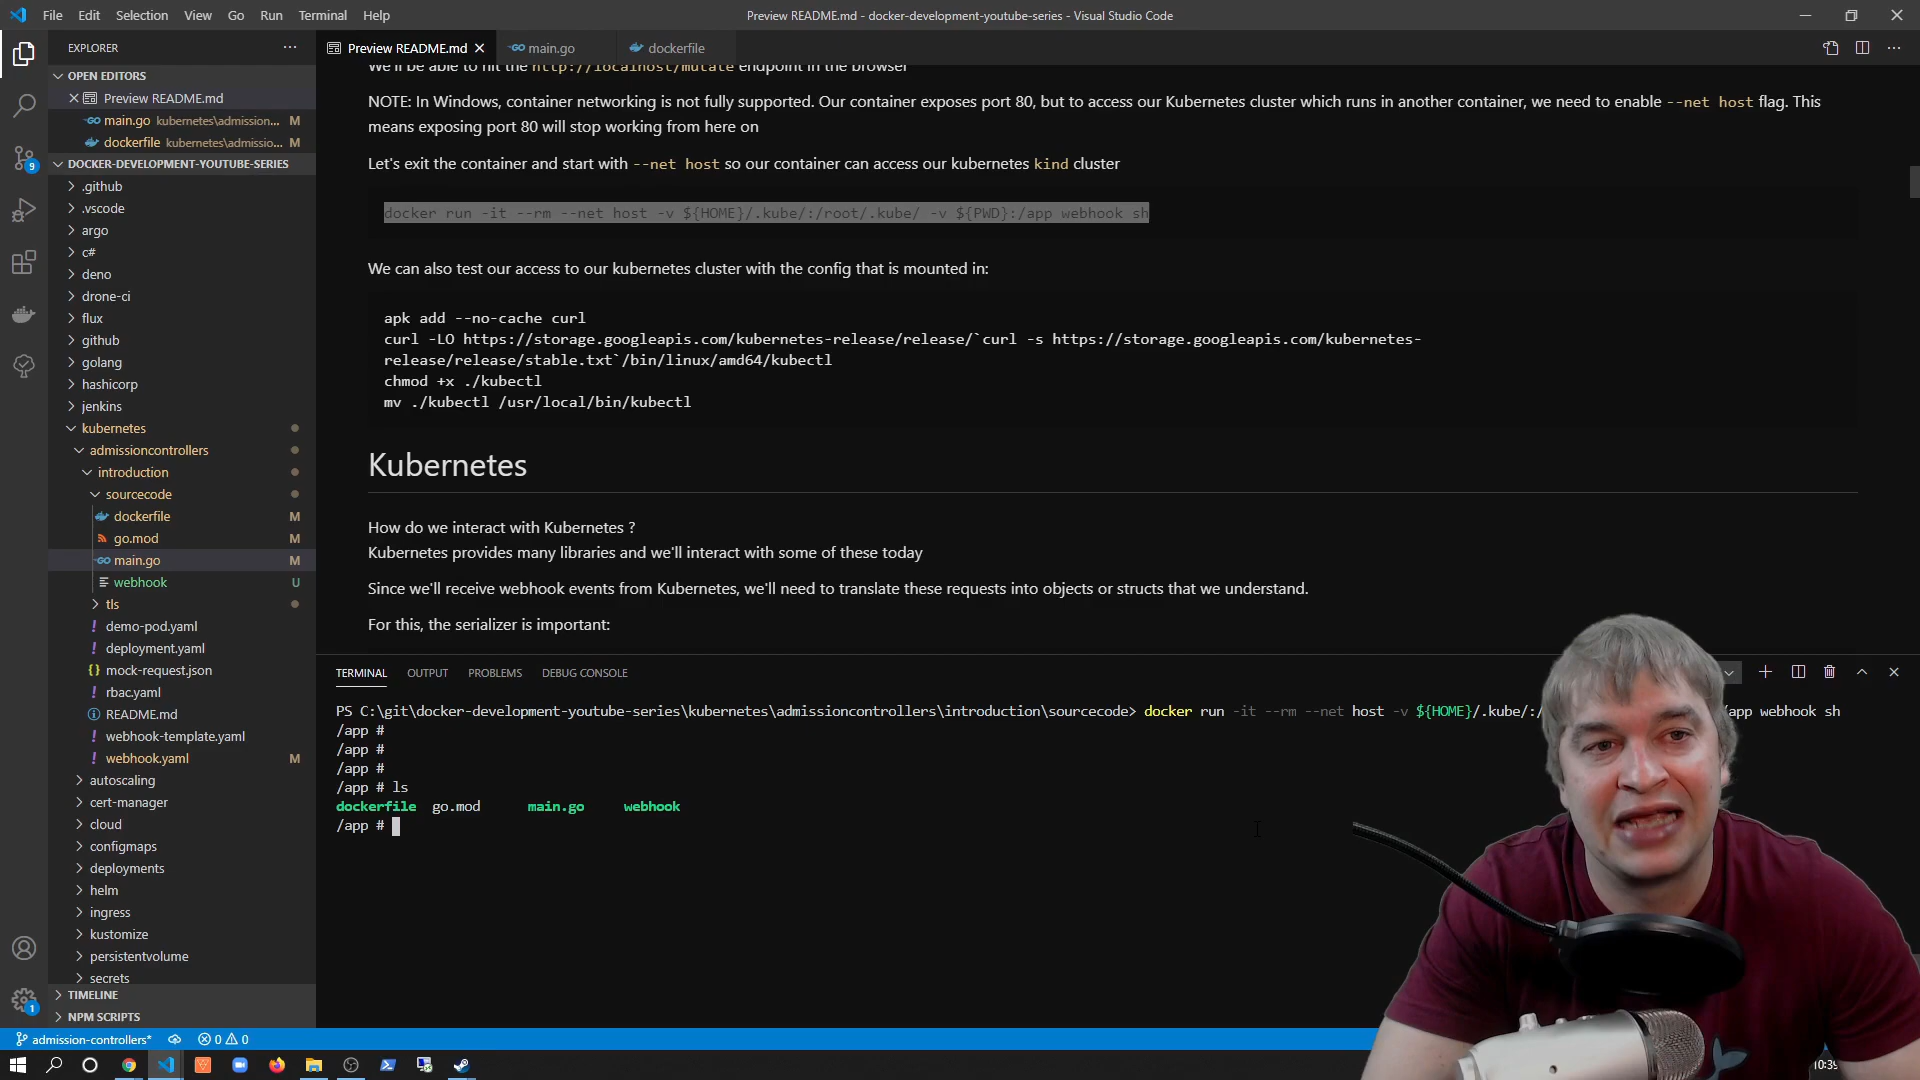 File Edit Selection View Go Run Terminal Help
Preview README.md - docker-development-youtube-series - Visual Studio Code
EXPLORER
OPEN EDITORS
Preview README.md
main.go kubernetes\admission... M
dockerfile kubernetes\admissio... M
DOCKER-DEVELOPMENT-YOUTUBE-SERIES
.github
.vscode
argo
c#
deno
drone-ci
flux
github
golang
hashicorp
jenkins
kubernetes
admissioncontrollers
introduction
sourcecode
dockerfile M
go.mod M
main.go M
webhook U
tls
demo-pod.yaml
deployment.yaml
mock-request.json
rbac.yaml
README.md
webhook-template.yaml
webhook.yaml M
autoscaling
cert-manager
cloud
configmaps
deployments
helm
ingress
kustomize
persistentvolume
secrets
TIMELINE
NPM SCRIPTS
9
1
Preview README.md main.go dockerfile
We'll be able to hit the http://localhost/mutate endpoint in the browser
NOTE: In Windows, container networking is not fully supported. Our container exposes port 80, but to access our Kubernetes cluster which runs in another container, we need to enable --net host flag. This
means exposing port 80 will stop working from here on
Let's exit the container and start with --net host so our container can access our kubernetes kind cluster
docker run -it --rm --net host -v ${HOME}/.kube/:/root/.kube/ -v ${PWD}:/app webhook sh
We can also test our access to our kubernetes cluster with the config that is mounted in:
apk add --no-cache curl
curl -LO https://storage.googleapis.com/kubernetes-release/release/`curl -s https://storage.googleapis.com/kubernetes-
release/release/stable.txt`/bin/linux/amd64/kubectl
chmod +x ./kubectl
mv ./kubectl /usr/local/bin/kubectl
Kubernetes
How do we interact with Kubernetes ?
Kubernetes provides many libraries and we'll interact with some of these today
Since we'll receive webhook events from Kubernetes, we'll need to translate these requests into objects or structs that we understand.
For this, the serializer is important:
TERMINAL OUTPUT PROBLEMS DEBUG CONSOLE
PS C:\git\docker-development-youtube-series\kubernetes\admissioncontrollers\introduction\sourcecode> docker run -it --rm --net host -v ${HOME}/.kube/:/ /app webhook sh
/app #
/app #
/app #
/app # ls
dockerfile go.mod main.go webhook
/app #
admission-controllers* 0 0